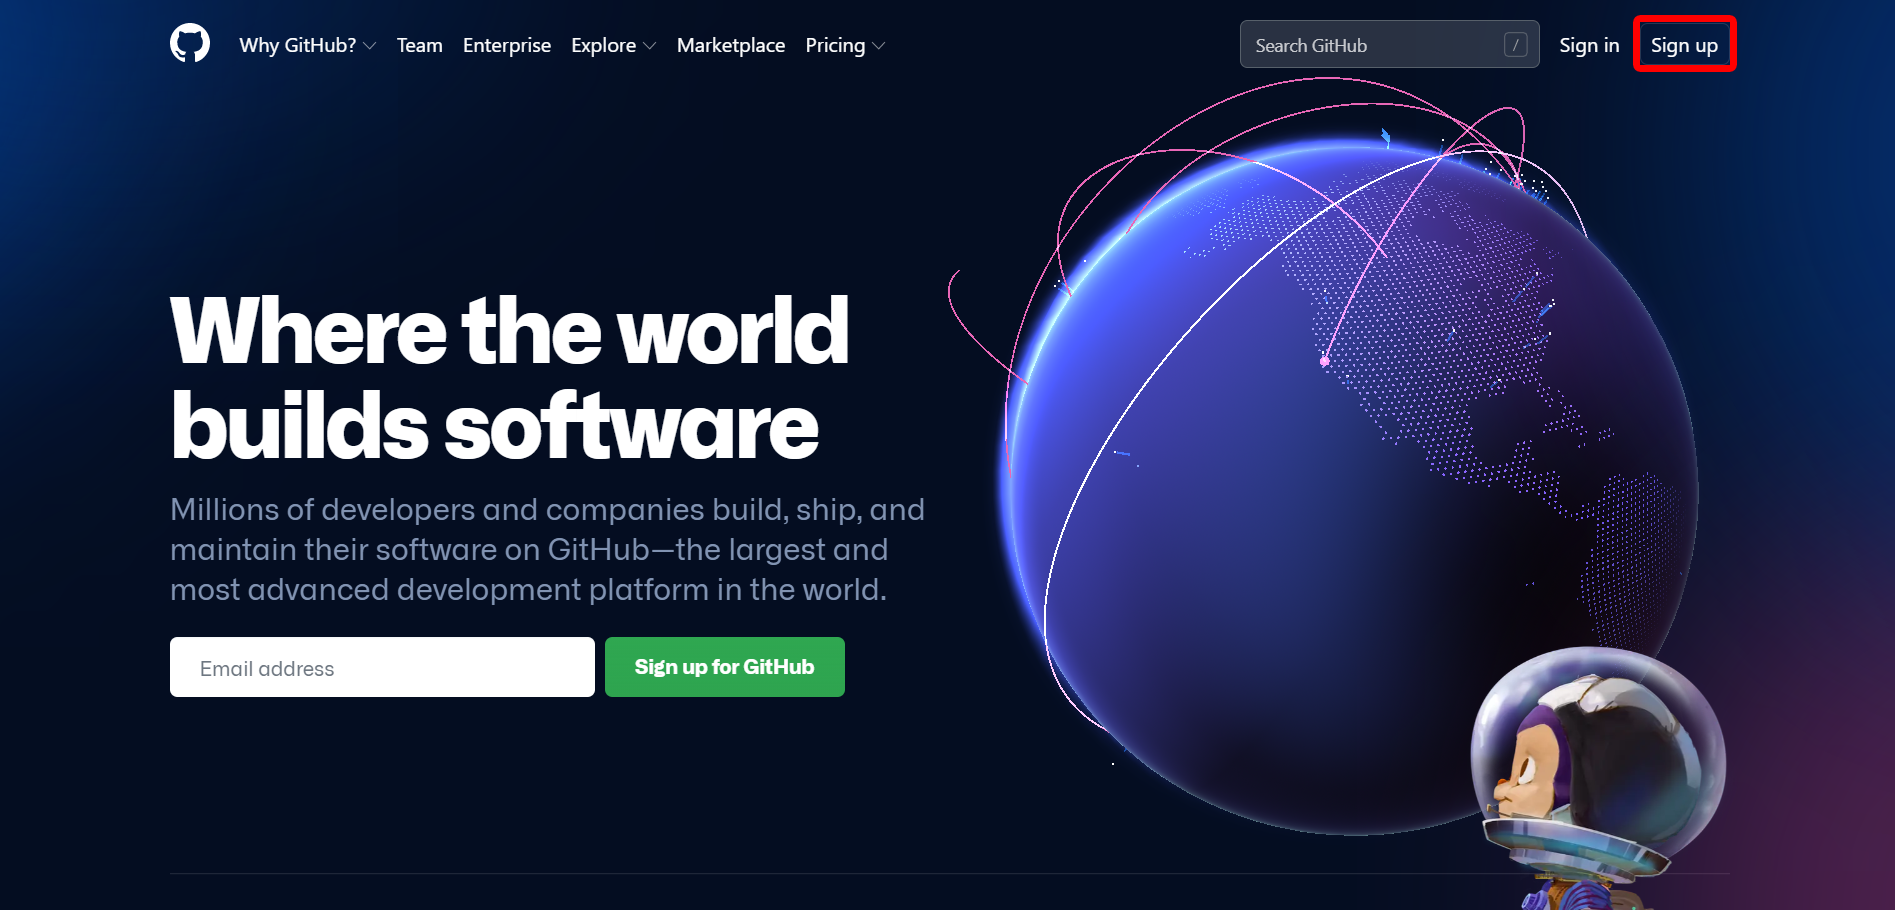 Why GitHub? Team Enterprise Explore Marketplace Pricing Search GitHub / Sign in Sign up
Where the world
builds software
Millions of developers and companies build, ship, and
maintain their software on GitHub—the largest and
most advanced development platform in the world.
Email address Sign up for GitHub